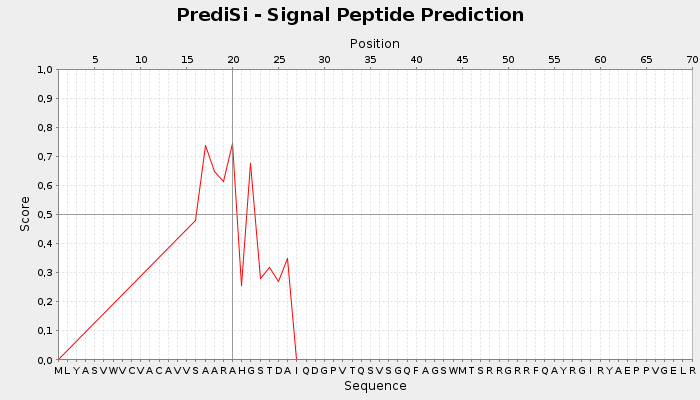 PrediSi - Signal Peptide Prediction
Position
5 10 15 20 25 30 35 40 45 50 55 60 65 70
1,0
0,9
0,8
0,7
0,6
0,5
0,4
0,3
0,2
0,1
0,0
Score
M L Y A S V W V C V A C A V V S A A R A H G S T D A I Q D G P V T Q S V S G Q F A G S W M T S R R G R R F Q A Y R G I R Y A E P P V G E L R
Sequence